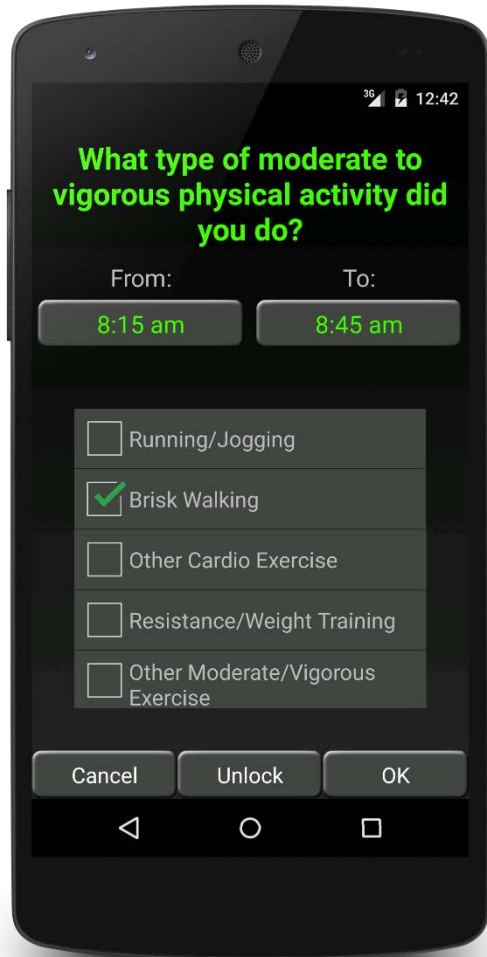 3G 12:42
What type of moderate to
vigorous physical activity did
you do?
From: To:
8:15 am 8:45 am
Running/Jogging
Brisk Walking
Other Cardio Exercise
Resistance/Weight Training
Other Moderate/Vigorous
Exercise
Cancel Unlock OK